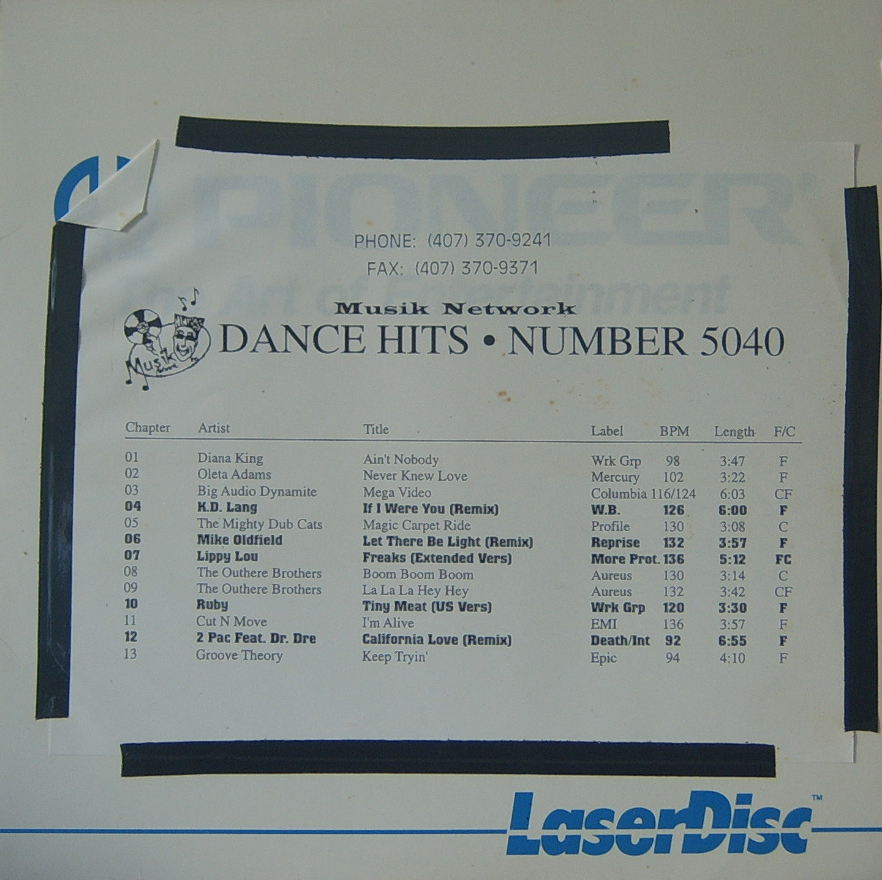 PIONEER®
The Art of Entertainment
PHONE: (407) 370-9241
FAX: (407) 370-9371
Musik Network
Musik
DANCE HITS • NUMBER 5040
Chapter Artist Title Label BPM Length F/C
01 Diana King Ain't Nobody Wrk Grp 98 3:47 F
02 Oleta Adams Never Knew Love Mercury 102 3:22 F
03 Big Audio Dynamite Mega Video Columbia 116/124 6:03 CF
04 K.D. Lang If I Were You (Remix) W.B. 126 6:00 F
05 The Mighty Dub Cats Magic Carpet Ride Profile 130 3:08 C
06 Mike Oldfield Let There Be Light (Remix) Reprise 132 3:57 F
07 Lippy Lou Freaks (Extended Vers) More Prot. 136 5:12 FC
08 The Outhere Brothers Boom Boom Boom Aureus 130 3:14 C
09 The Outhere Brothers La La La Hey Hey Aureus 132 3:42 CF
10 Ruby Tiny Meat (US Vers) Wrk Grp 120 3:30 F
11 Cut N Move I'm Alive EMI 136 3:57 F
12 2 Pac Feat. Dr. Dre California Love (Remix) Death/Int 92 6:55 F
13 Groove Theory Keep Tryin' Epic 94 4:10 F
LaserDisc™